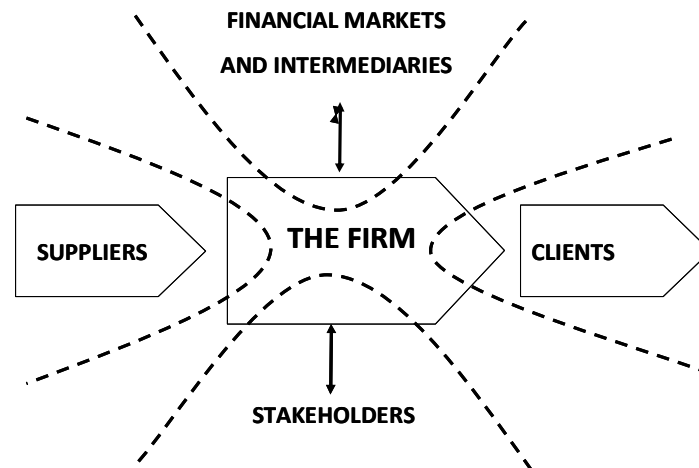 FINANCIAL MARKETS
AND INTERMEDIARIES
SUPPLIERS
THE FIRM
CLIENTS
STAKEHOLDERS